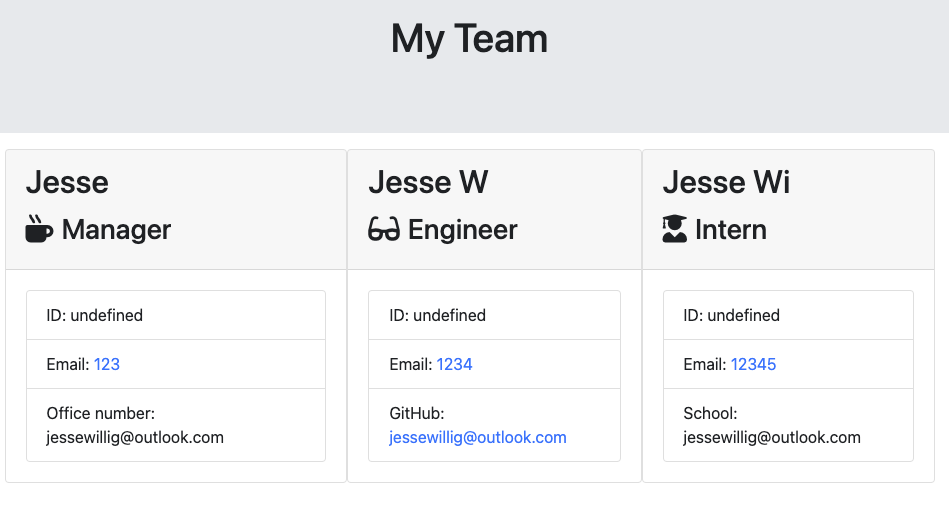 My Team
Jesse
Manager
ID: undefined
Email: 123
Office number:
jessewillig@outlook.com
Jesse W
Engineer
ID: undefined
Email: 1234
GitHub:
jessewillig@outlook.com
Jesse Wi
Intern
ID: undefined
Email: 12345
School:
jessewillig@outlook.com